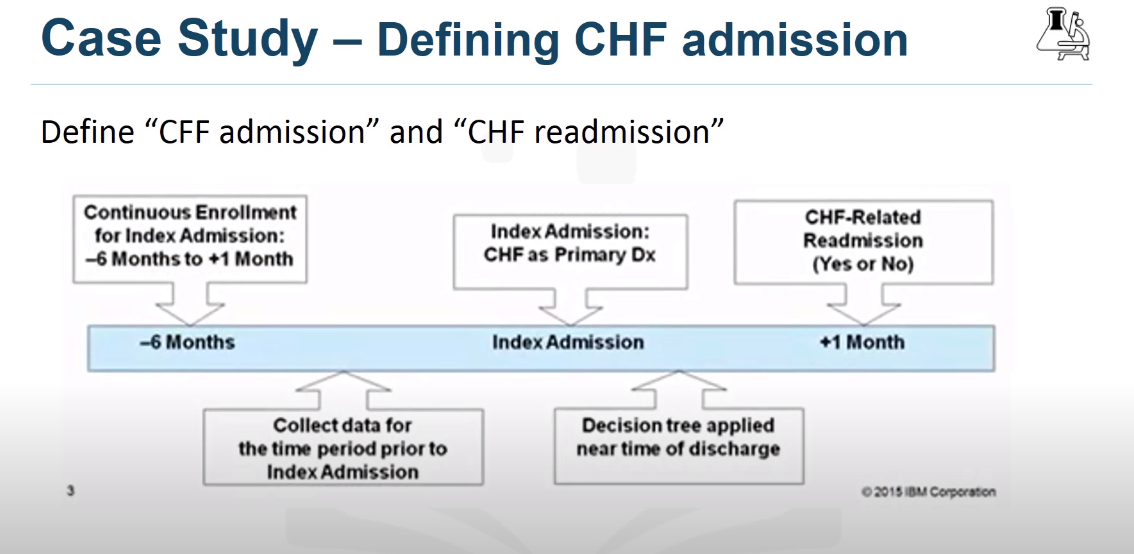 Case Study – Defining CHF admission
Define “CFF admission” and “CHF readmission”
Continuous Enrollment
for Index Admission:
–6 Months to +1 Month
Index Admission:
CHF as Primary Dx
CHF-Related
Readmission
(Yes or No)
–6 Months
Index Admission
+1 Month
Collect data for
the time period prior to
Index Admission
Decision tree applied
near time of discharge
3
© 2015 IBM Corporation